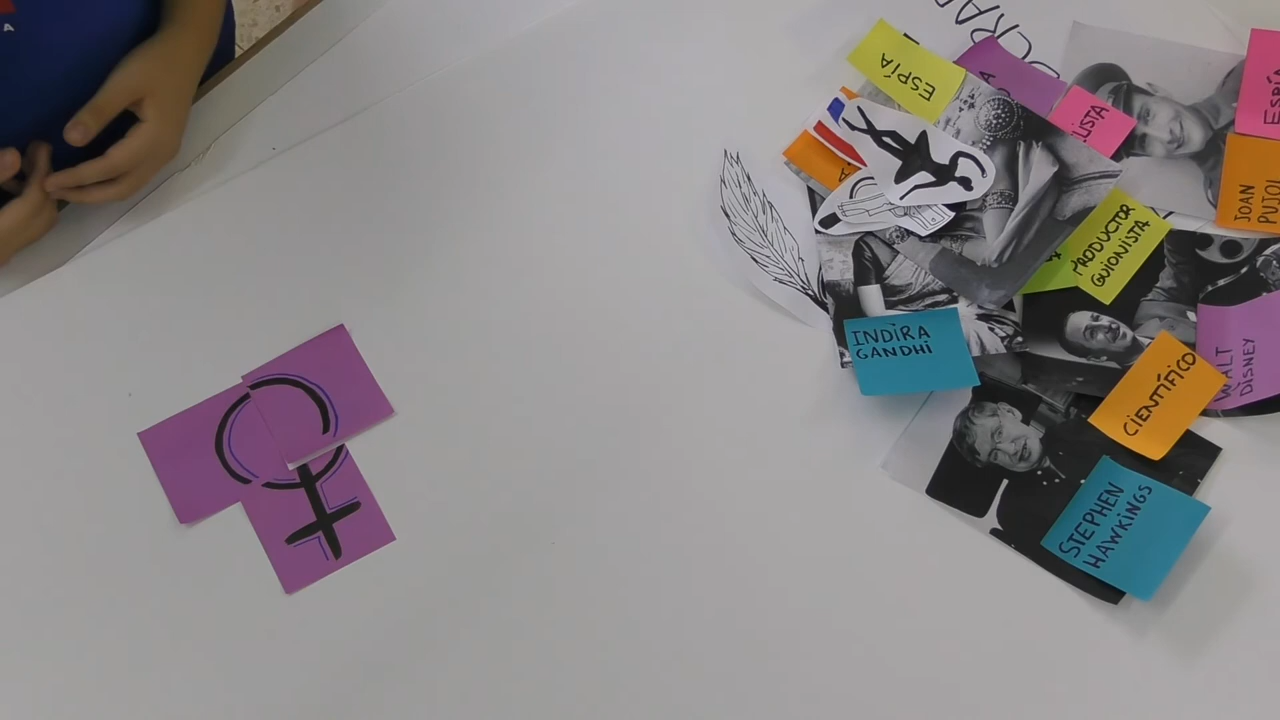 ESPÍA
LISTA
ESPÍA
JOAN
PUJOL
PRODUCTOR
GUIONISTA
INDIRA
GANDHI
WALT
DISNEY
CIENTÍFICO
STEPHEN
HAWKINGS